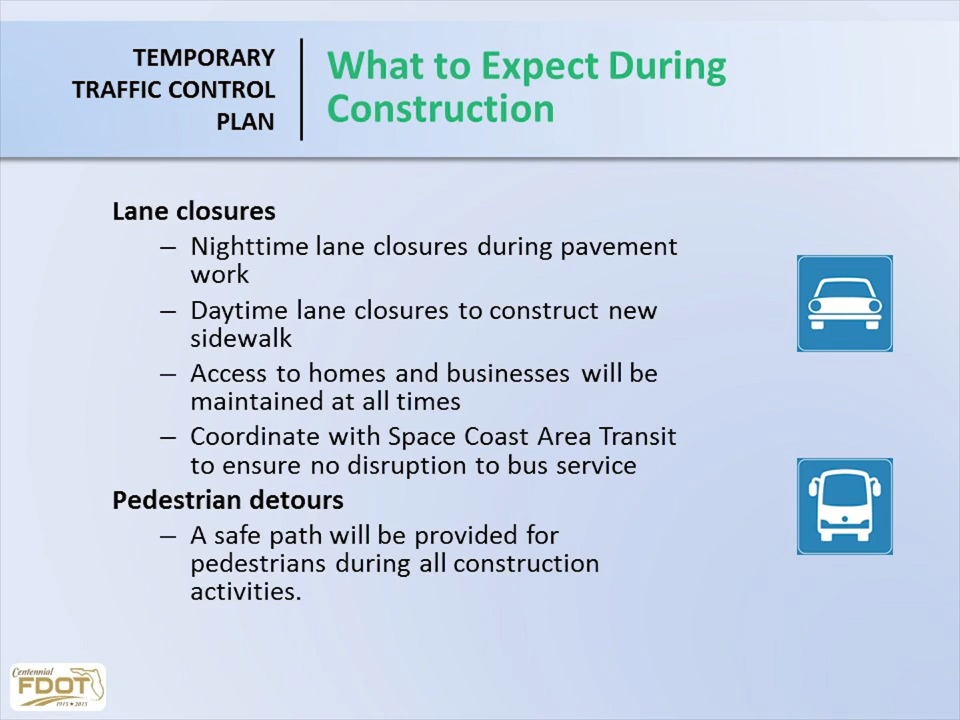 TEMPORARY
TRAFFIC CONTROL
PLAN
What to Expect During
Construction
Lane closures
– Nighttime lane closures during pavement
work
– Daytime lane closures to construct new
sidewalk
– Access to homes and businesses will be
maintained at all times
– Coordinate with Space Coast Area Transit
to ensure no disruption to bus service
Pedestrian detours
– A safe path will be provided for
pedestrians during all construction
activities.
Centennial
FDOT
1915★2015